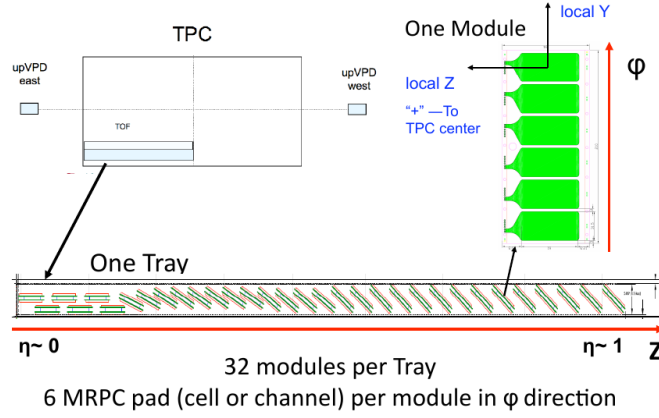 TPC
One Module
local Y
upVPD
east
upVPD
west
local Z
φ
"+" —To
TPC center
TOF
One Tray
η~ 0
η~ 1
Z
32 modules per Tray
6 MRPC pad (cell or channel) per module in φ direction